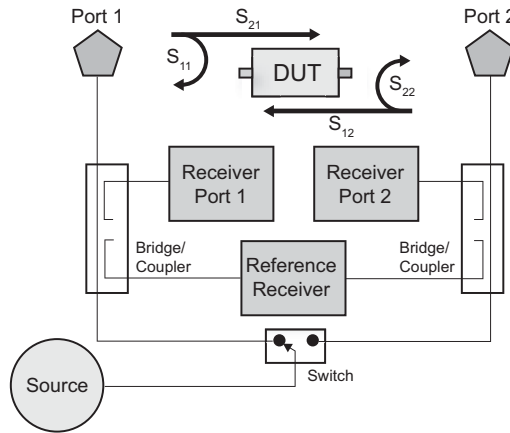 Port 1
Port 2
S21
S11
DUT
S22
S12
Receiver
Port 1
Receiver
Port 2
Bridge/
Coupler
Reference
Receiver
Bridge/
Coupler
Source
Switch